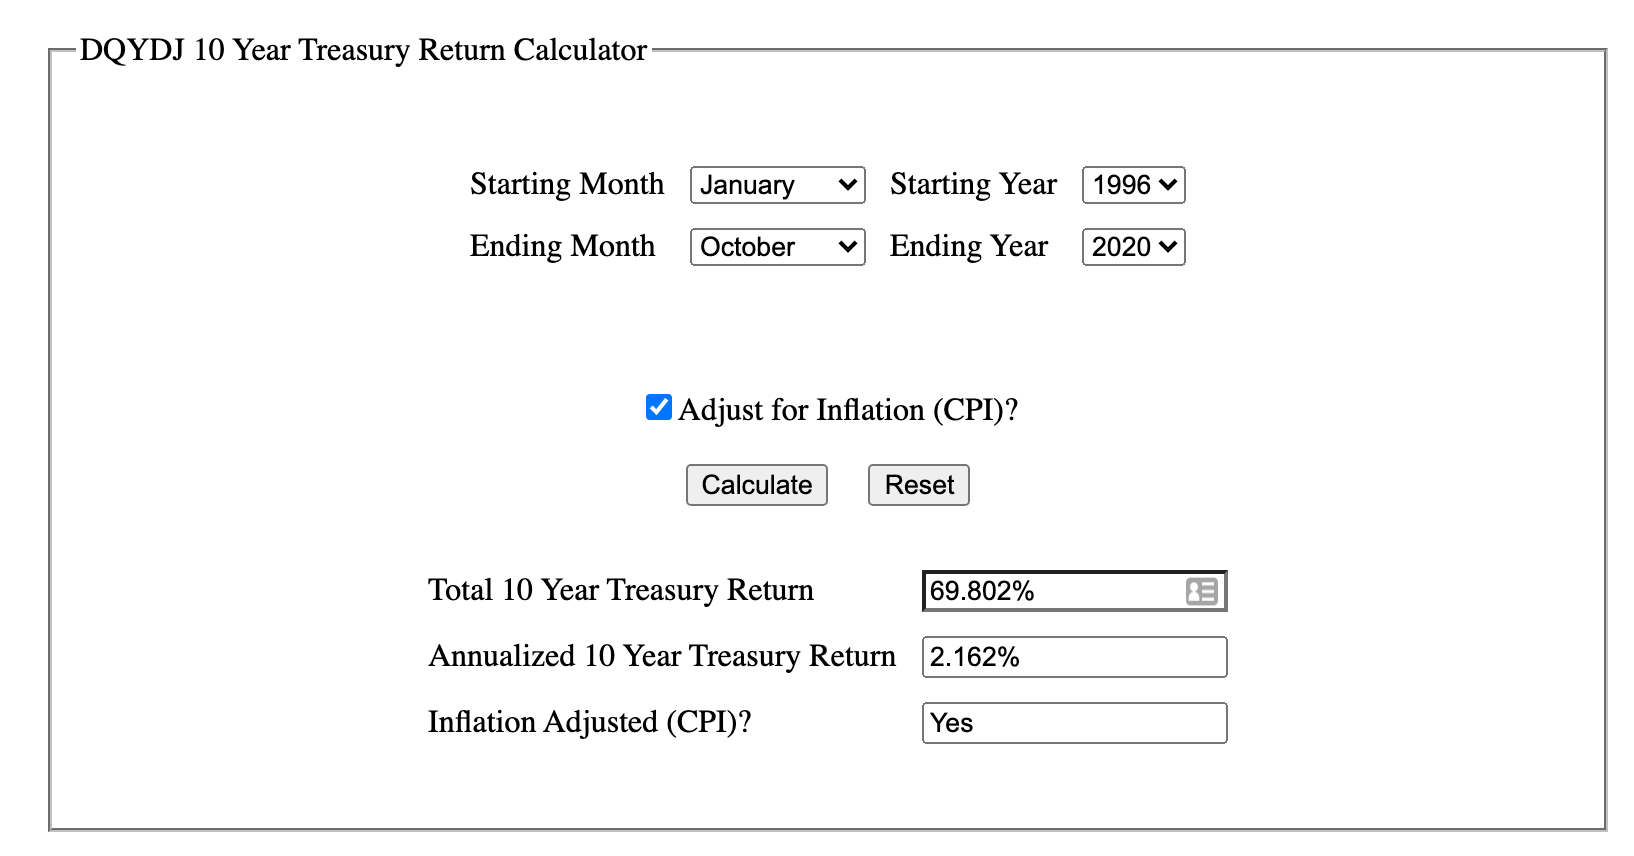 DQYDJ 10 Year Treasury Return Calculator
Starting Month January Starting Year 1996
Ending Month October Ending Year 2020
Adjust for Inflation (CPI)?
Calculate Reset
Total 10 Year Treasury Return 69.802%
Annualized 10 Year Treasury Return 2.162%
Inflation Adjusted (CPI)? Yes